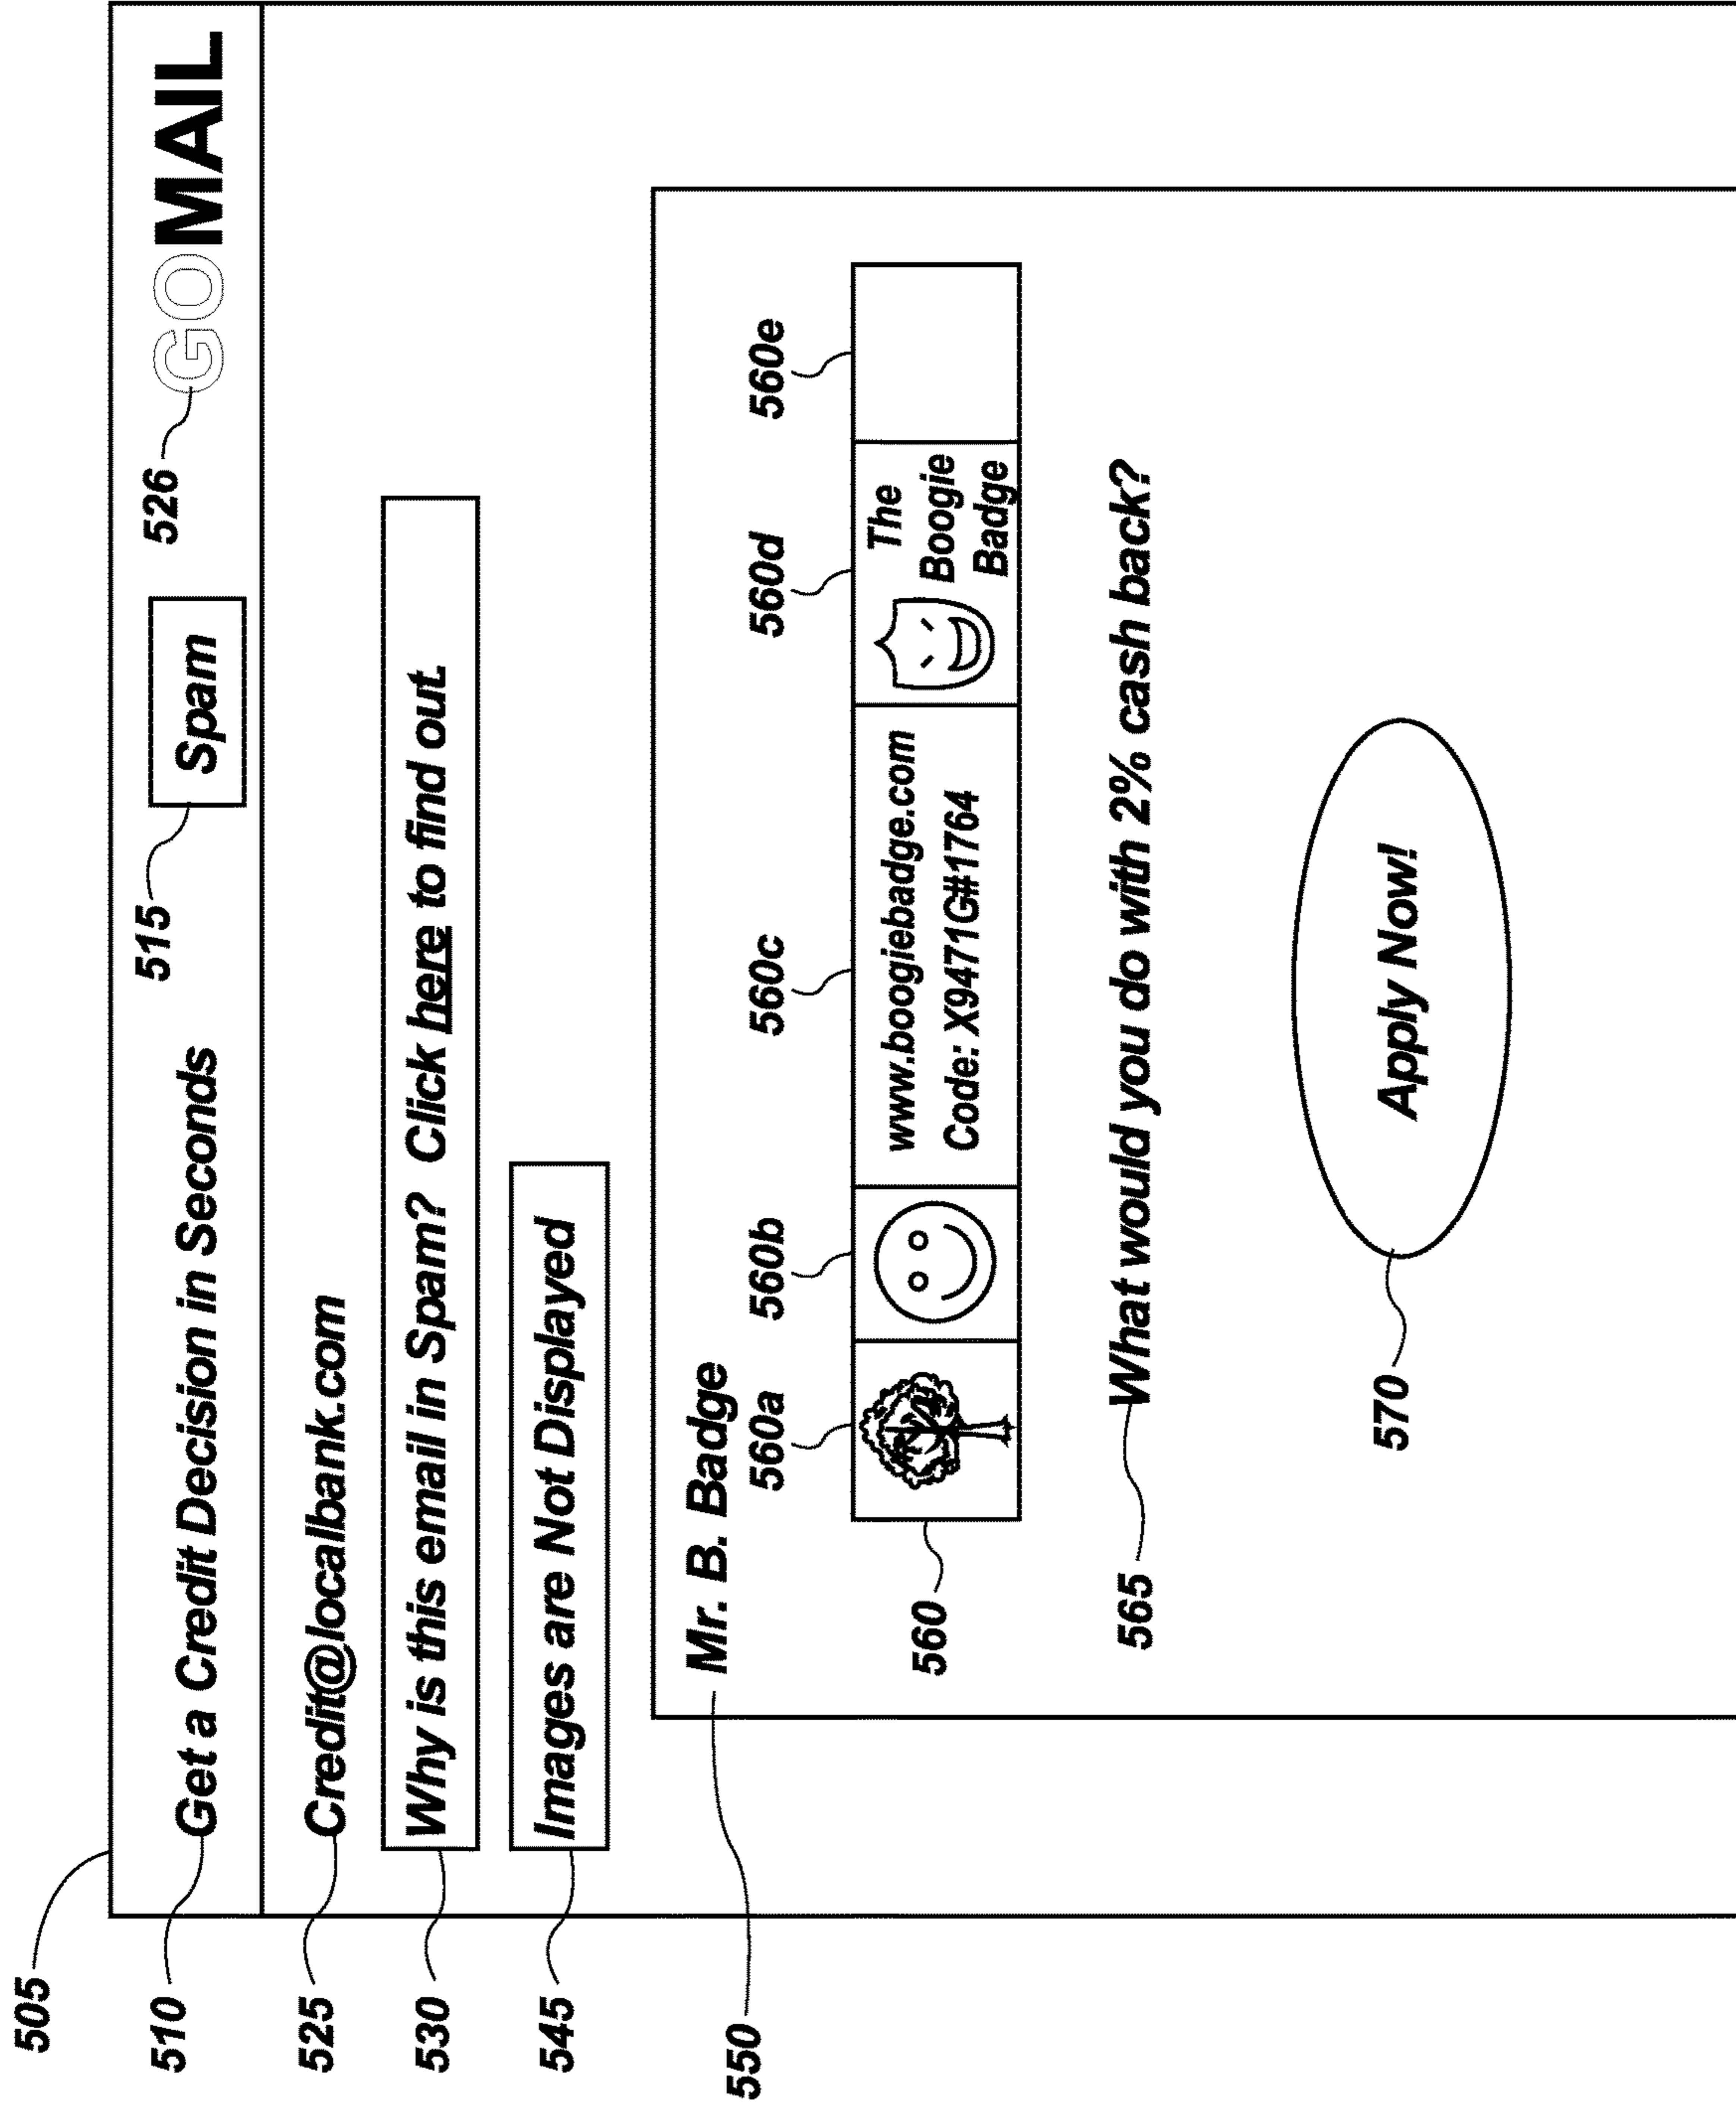 505
510
Get a Credit Decision in Seconds
515
Spam
526
GOMAIL
525
Credit@localbank.com
530
Why is this email in Spam? Click here to find out.
545
Images are Not Displayed
550
Mr. B. Badge
560a
560b
560c
560d
560e
560
www.boogiebadge.com
Code: X9471G#1764
The
Boogie
Badge
565
What would you do with 2% cash back?
570
Apply Now!